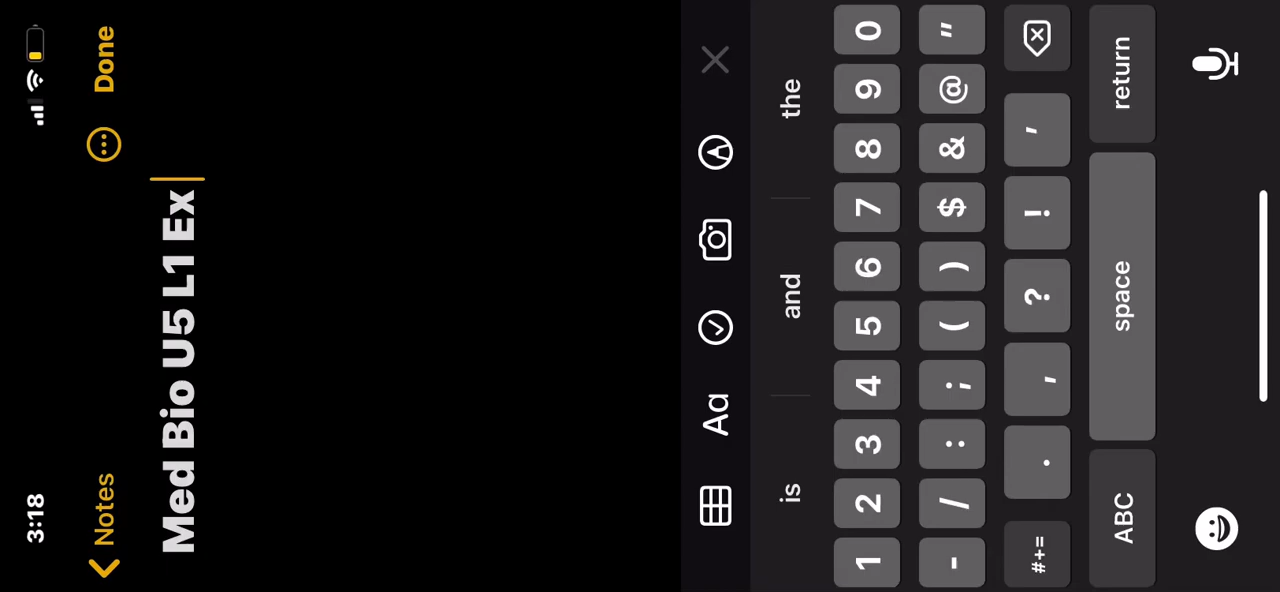 3:18
Notes
Done
Med Bio U5 L1 Ex
is and the
1 2 3 4 5 6 7 8 9 0
- / : ; ( ) $ & @ "
#+= . , ? ! '
ABC space return